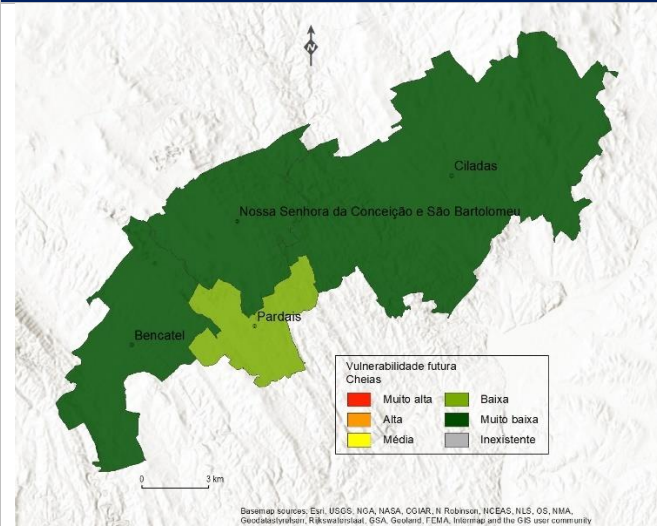 N
Ciladas
Nossa Senhora da Conceição e São Bartolomeu
Pardais
Bencatel
Vulnerabilidade futura
Cheias
Muito alta
Baixa
Alta
Muito baixa
Média
Inexistente
0 3 km
Basemap sources: Esri, USGS, NGA, NASA, CGIAR, N Robinson, NCEAS, NLS, OS, NMA,
Geodatastyrelsen, Rijkswaterstaat, GSA, Geoland, FEMA, Intermap and the GIS user community